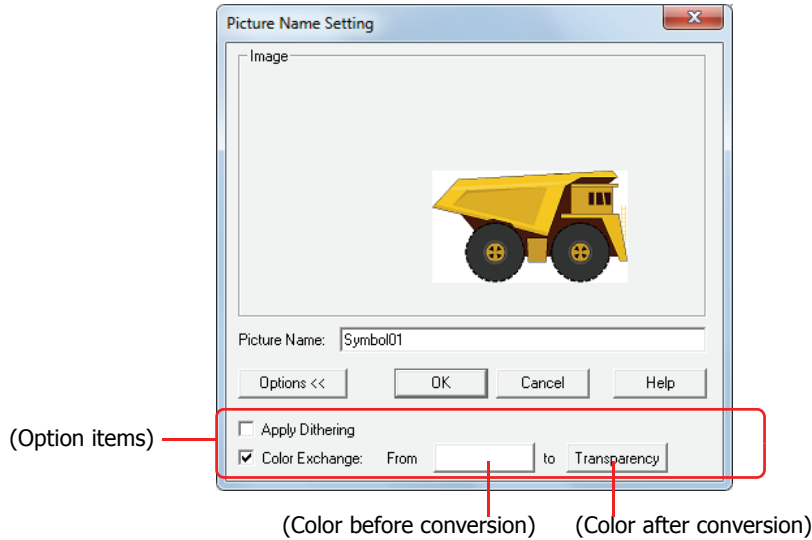 Picture Name Setting
Image
Picture Name: Symbol01
Options << OK Cancel Help
(Option items)
Apply Dithering
Color Exchange: From to Transparency
(Color before conversion) (Color after conversion)